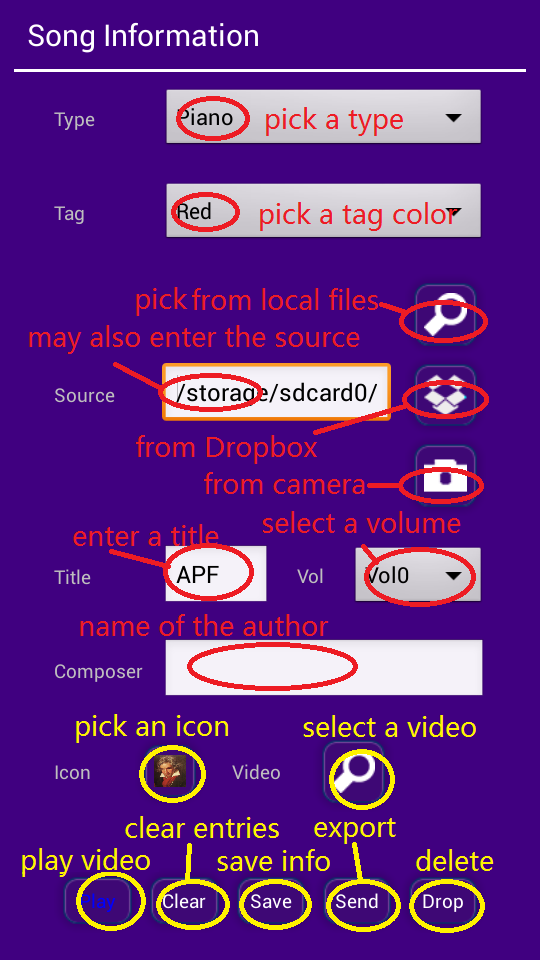 Song Information
Type
Piano
pick a type
Tag
Red
pick a tag color
pick from local files
may also enter the source
Source
/storage/sdcard0/
from Dropbox
from camera
enter a title
select a volume
Title
APF
Vol
Vol0
name of the author
Composer
pick an icon
select a video
Icon
Video
clear entries
export
play video
save info
delete
Play
Clear
Save
Send
Drop